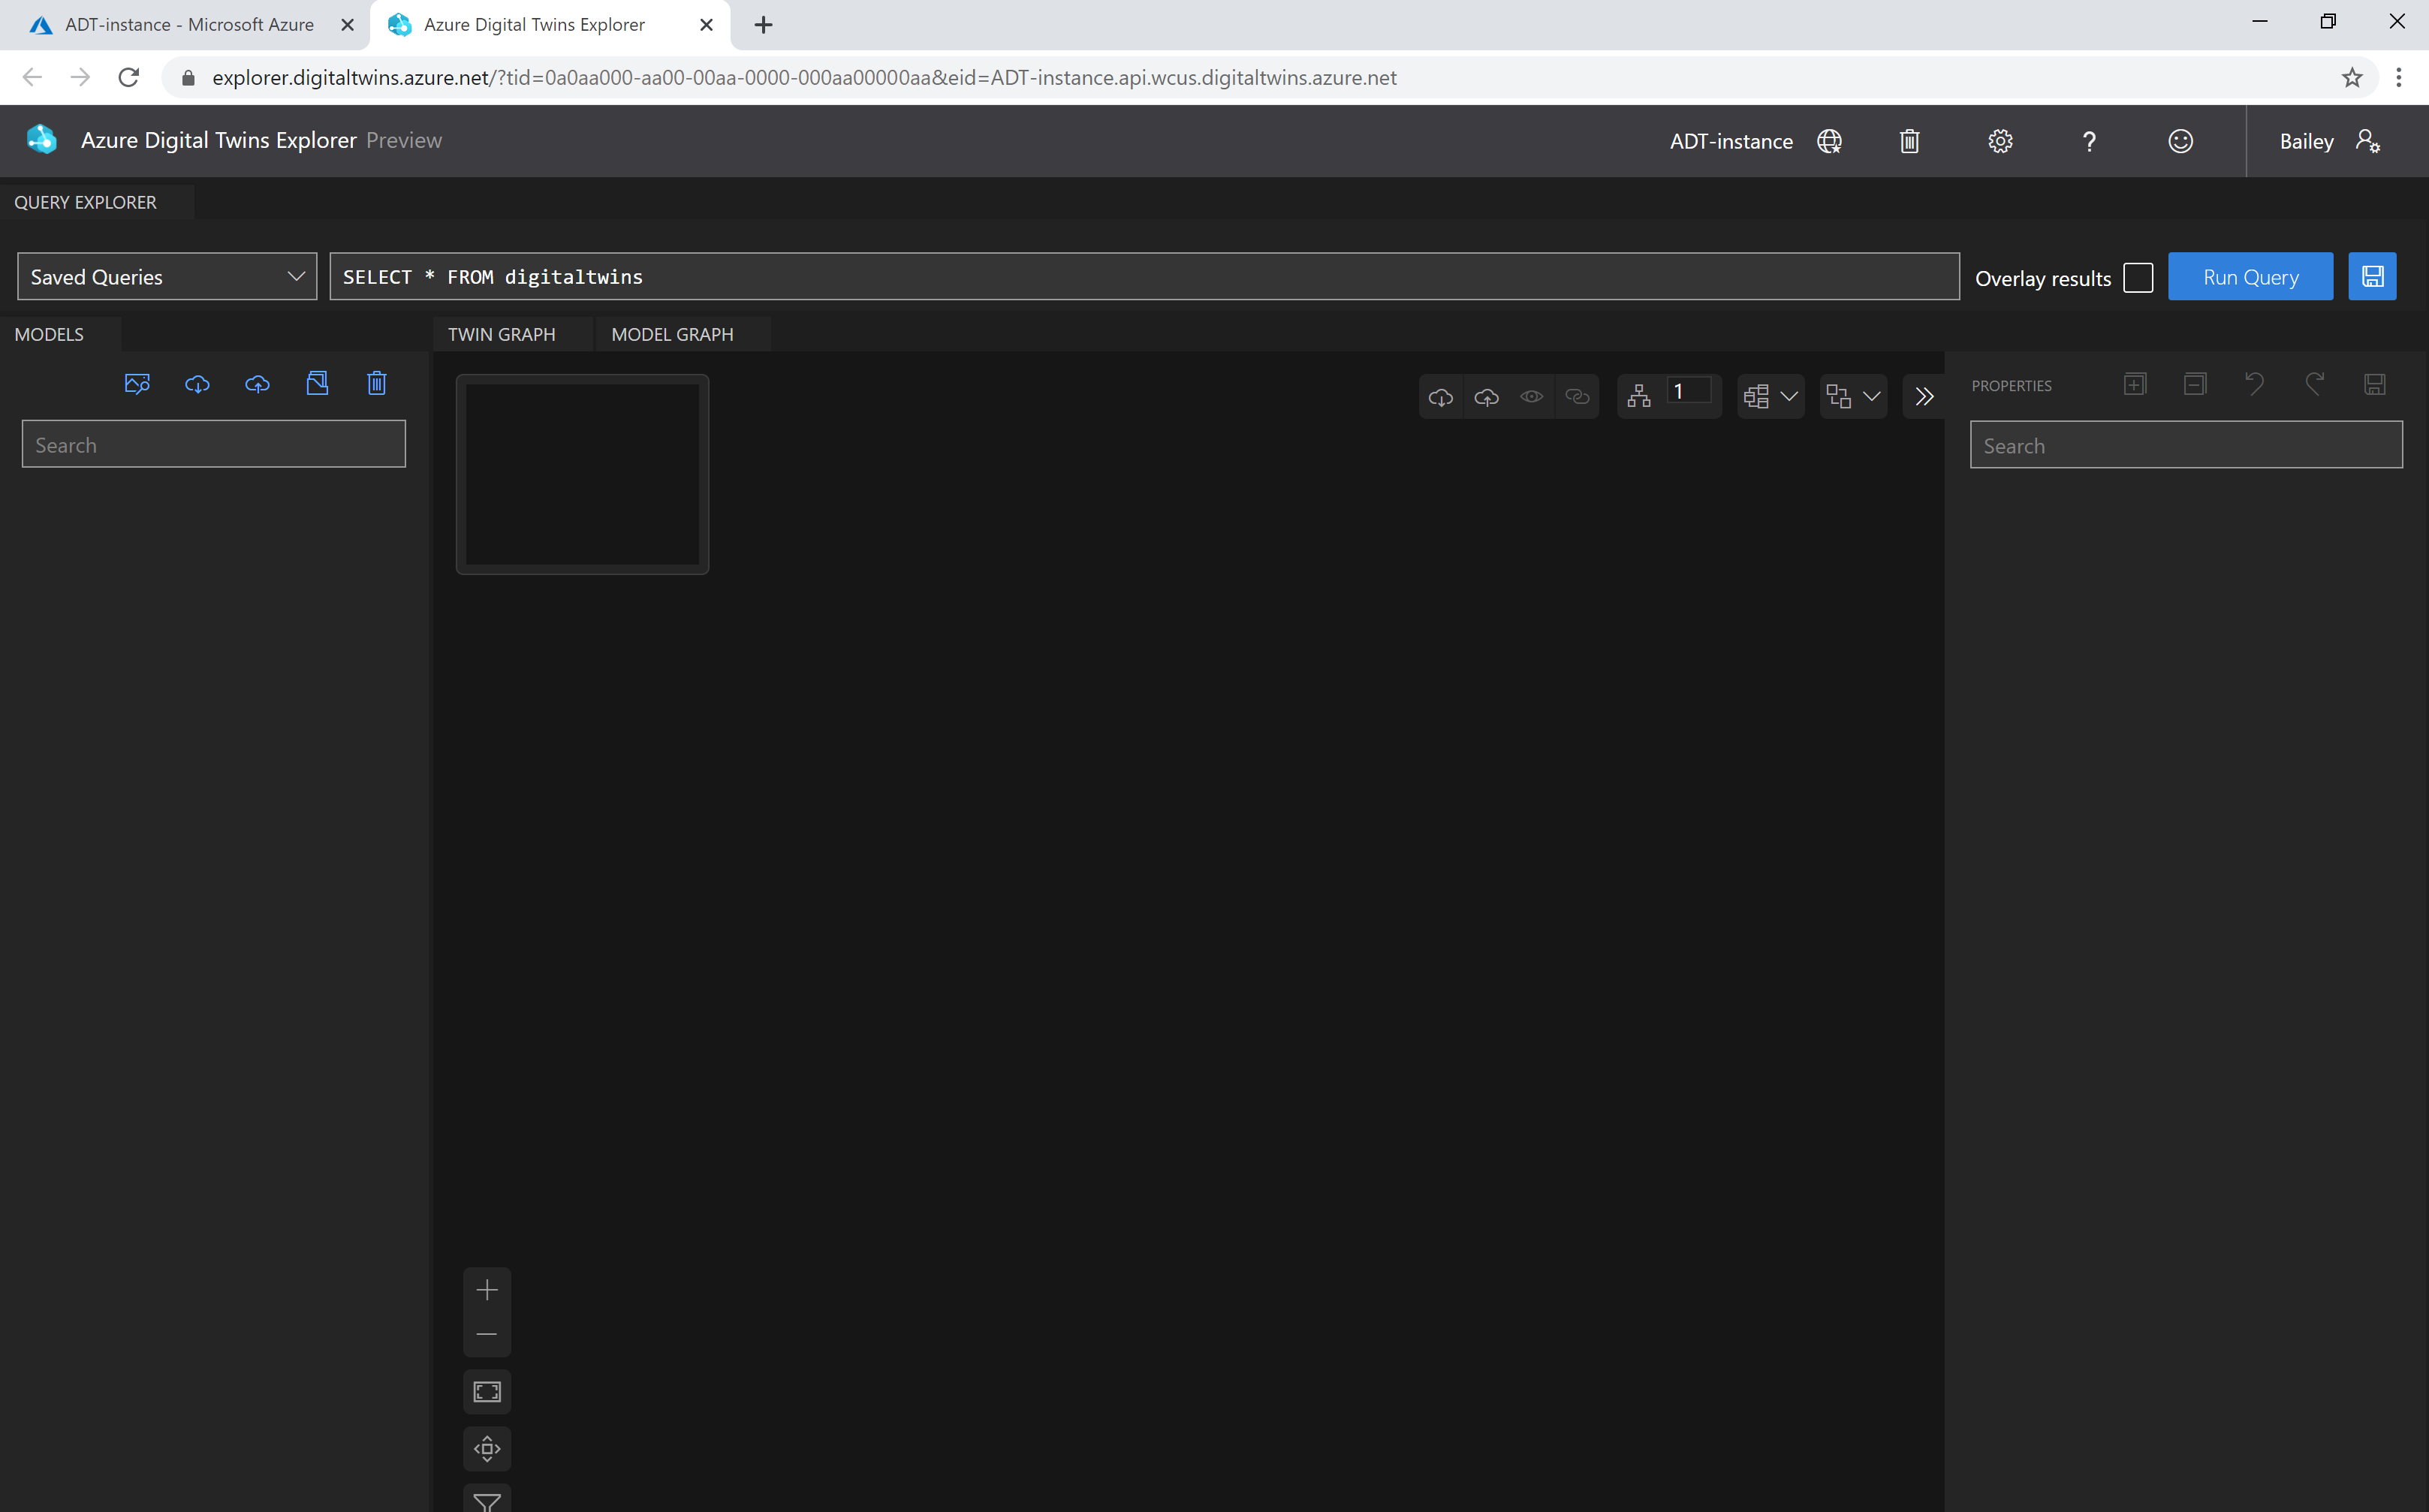 ADT-instance - Microsoft Azure
Azure Digital Twins Explorer
explorer.digitaltwins.azure.net/?tid=0a0aa000-aa00-00aa-0000-000aa00000aa&eid=ADT-instance.api.wcus.digitaltwins.azure.net
Azure Digital Twins Explorer Preview
ADT-instance
?
Bailey
QUERY EXPLORER
Saved Queries
SELECT * FROM digitaltwins
Overlay results
Run Query
MODELS
TWIN GRAPH
MODEL GRAPH
1
PROPERTIES
Search
Search